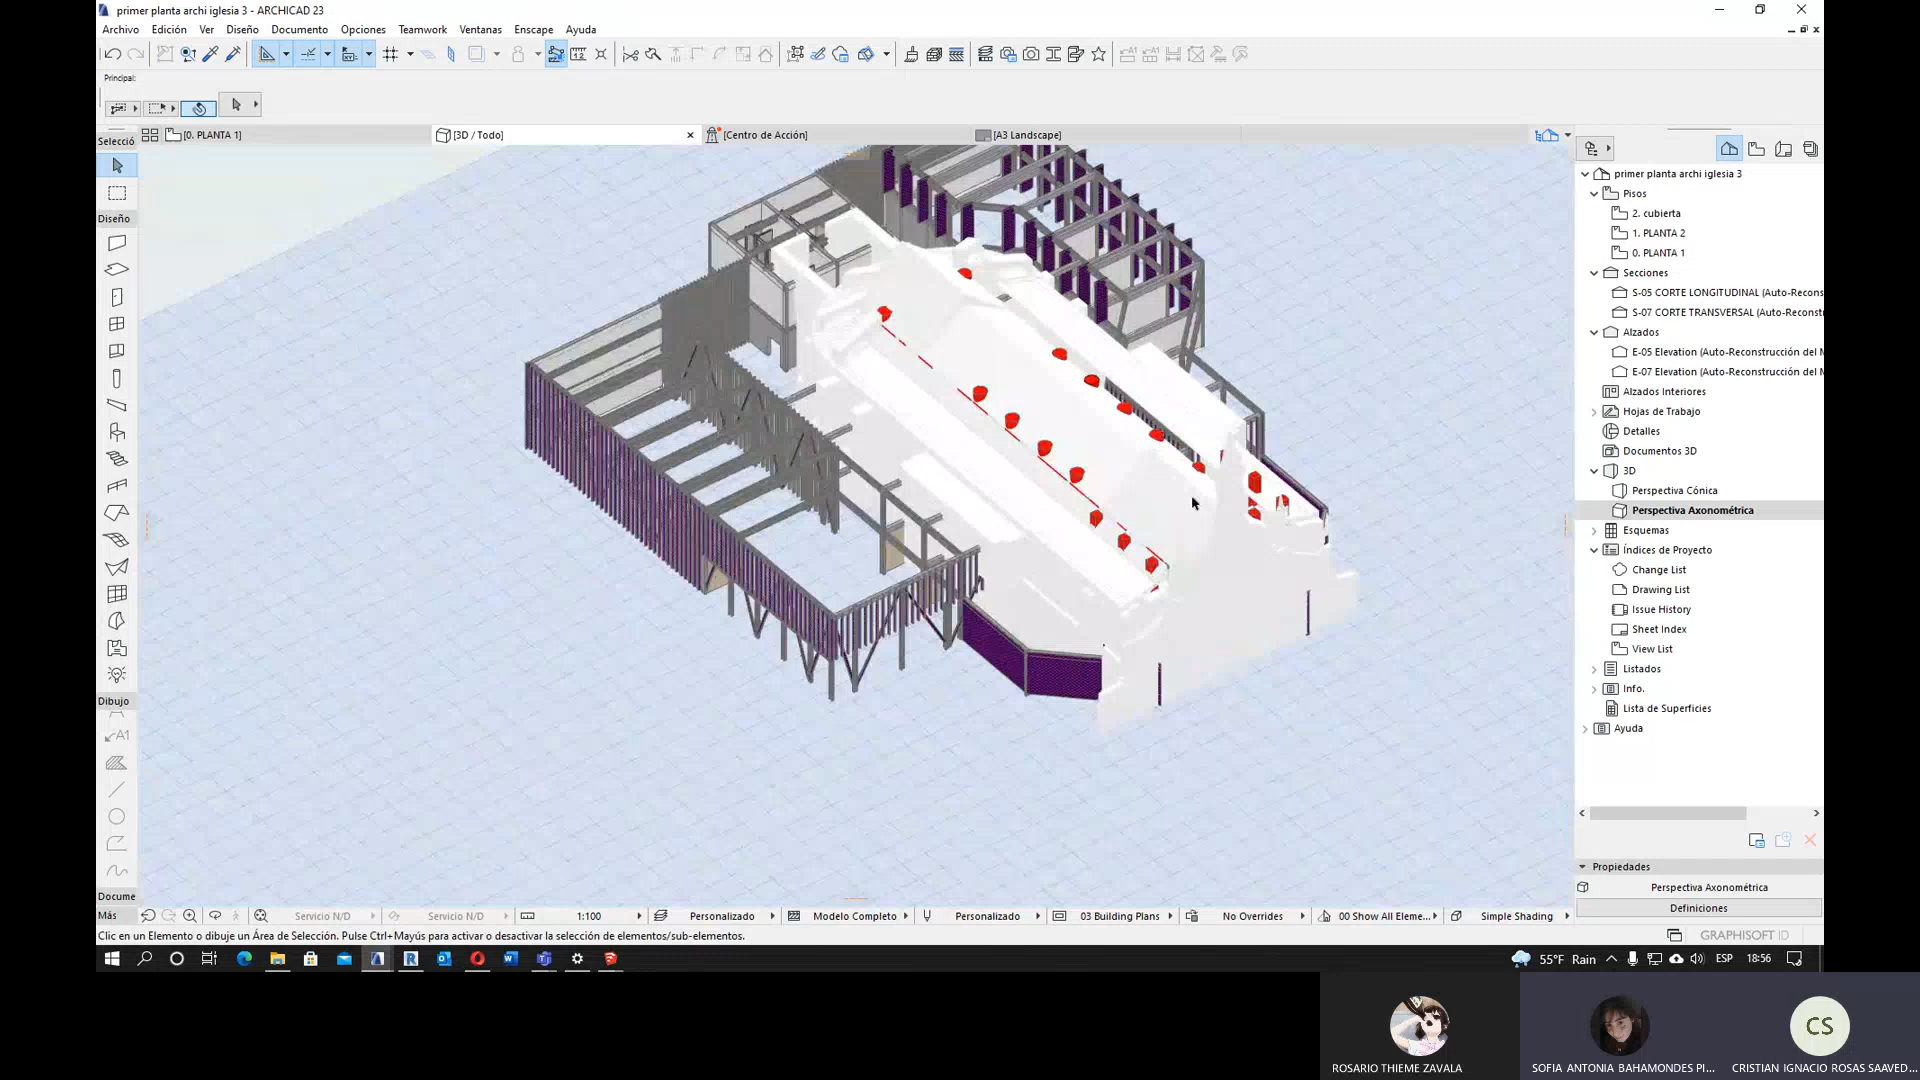 primer planta archi iglesia 3 - ARCHICAD 23
Archivo Edición Ver Diseño Documento Opciones Teamwork Ventanas Enscape Ayuda
Principal:
Selecció
[0. PLANTA 1]
[3D / Todo]
[Centro de Acción]
[A3 Landscape]
Diseño
Dibujo
A1
Docume
Más
primer planta archi iglesia 3
Pisos
2. cubierta
1. PLANTA 2
0. PLANTA 1
Secciones
S-05 CORTE LONGITUDINAL (Auto-Recons
S-07 CORTE TRANSVERSAL (Auto-Reconst
Alzados
E-05 Elevation (Auto-Reconstrucción del M
E-07 Elevation (Auto-Reconstrucción del M
Alzados Interiores
Hojas de Trabajo
Detalles
Documentos 3D
3D
Perspectiva Cónica
Perspectiva Axonométrica
Esquemas
Índices de Proyecto
Change List
Drawing List
Issue History
Sheet Index
View List
Listados
Info.
Lista de Superficies
Ayuda
Propiedades
Perspectiva Axonométrica
Definiciones
Servicio N/D
Servicio N/D
1:100
Personalizado
Modelo Completo
Personalizado
03 Building Plans
No Overrides
00 Show All Eleme...
Simple Shading
Clic en un Elemento o dibuje un Área de Selección. Pulse Ctrl+Mayús para activar o desactivar la selección de elementos/sub-elementos.
GRAPHISOFT ID
55°F Rain
ESP
18:56
CS
ROSARIO THIEME ZAVALA
SOFIA ANTONIA BAHAMONDES PI...
CRISTIAN IGNACIO ROSAS SAAVED...